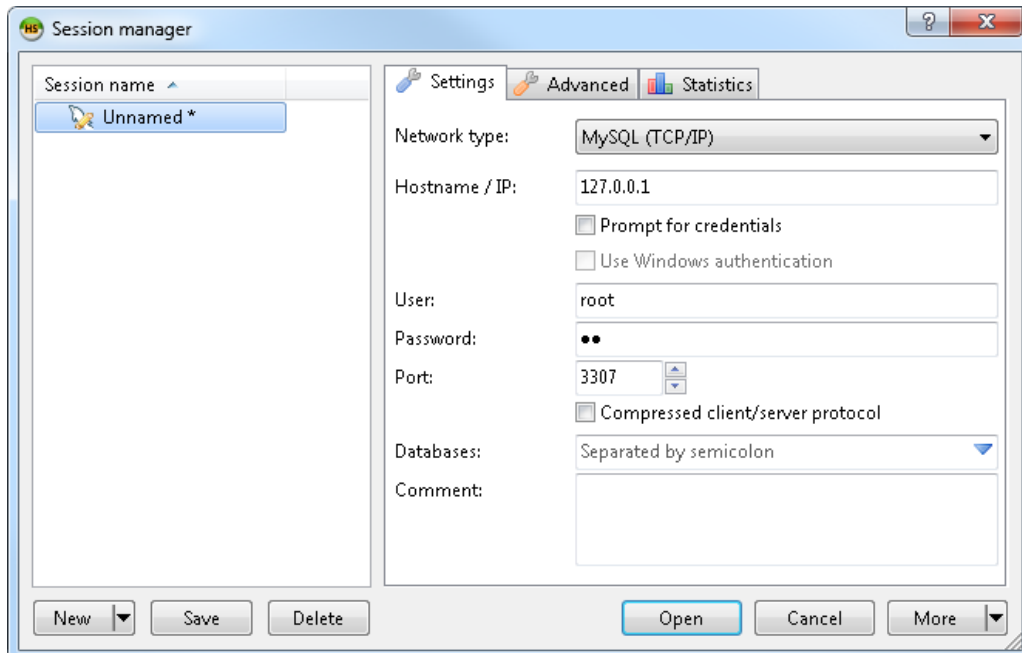 HS Session manager
Session name
Unnamed *
Settings Advanced Statistics
Network type: MySQL (TCP/IP)
Hostname / IP: 127.0.0.1
Prompt for credentials
Use Windows authentication
User: root
Password: ●●
Port: 3307
Compressed client/server protocol
Databases: Separated by semicolon
Comment:
New Save Delete Open Cancel More